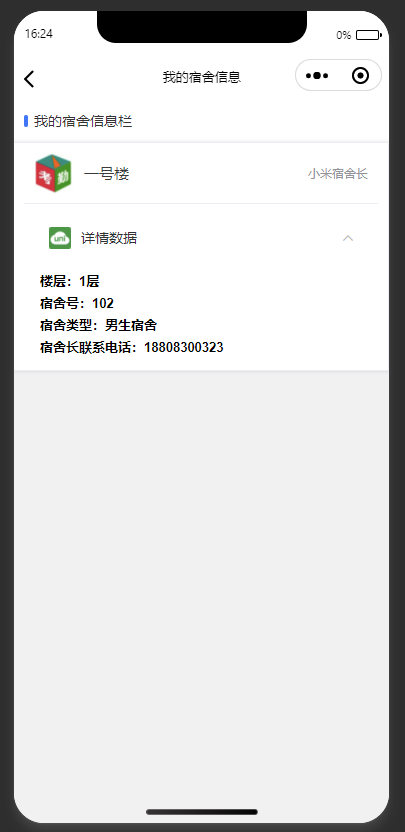 16:24
0%
我的宿舍信息
我的宿舍信息栏
考勤
一号楼
小米宿舍长
uni
详情数据
楼层：1层
宿舍号：102
宿舍类型：男生宿舍
宿舍长联系电话：18808300323